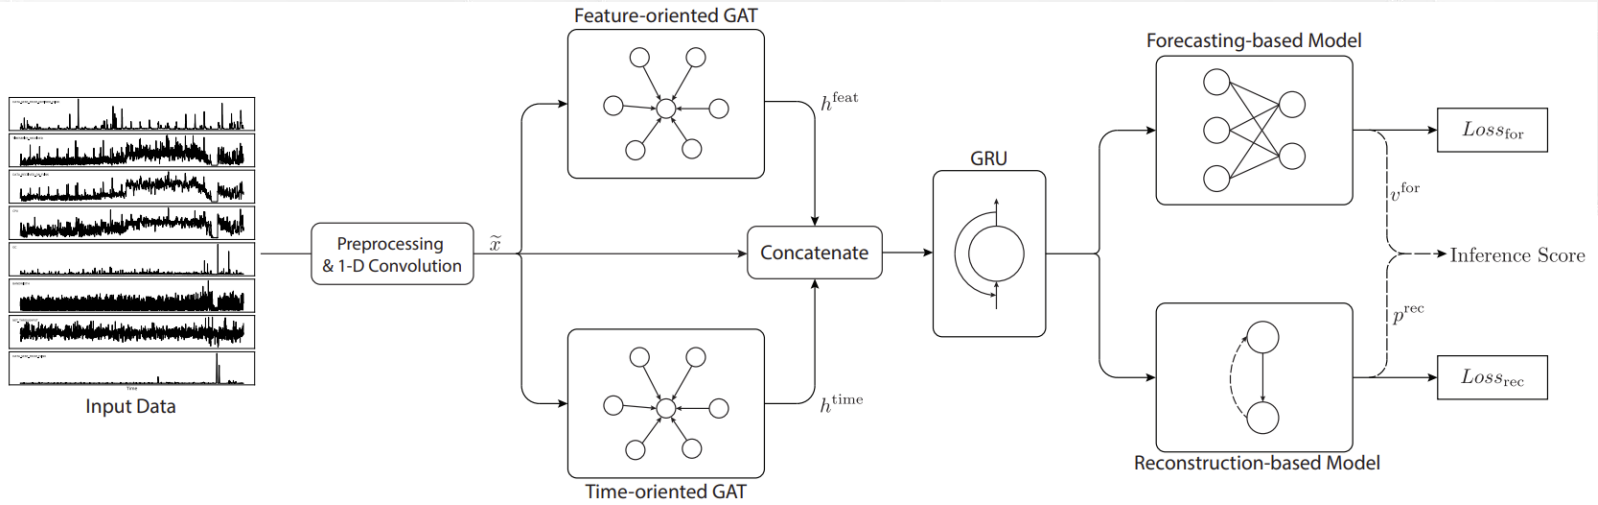 Feature-oriented GAT
Forecasting-based Model
h^feat
Loss_for
GRU
v^for
Preprocessing
& 1-D Convolution
x̃
Concatenate
Inference Score
p^rec
Time
Input Data
h^time
Loss_rec
Reconstruction-based Model
Time-oriented GAT